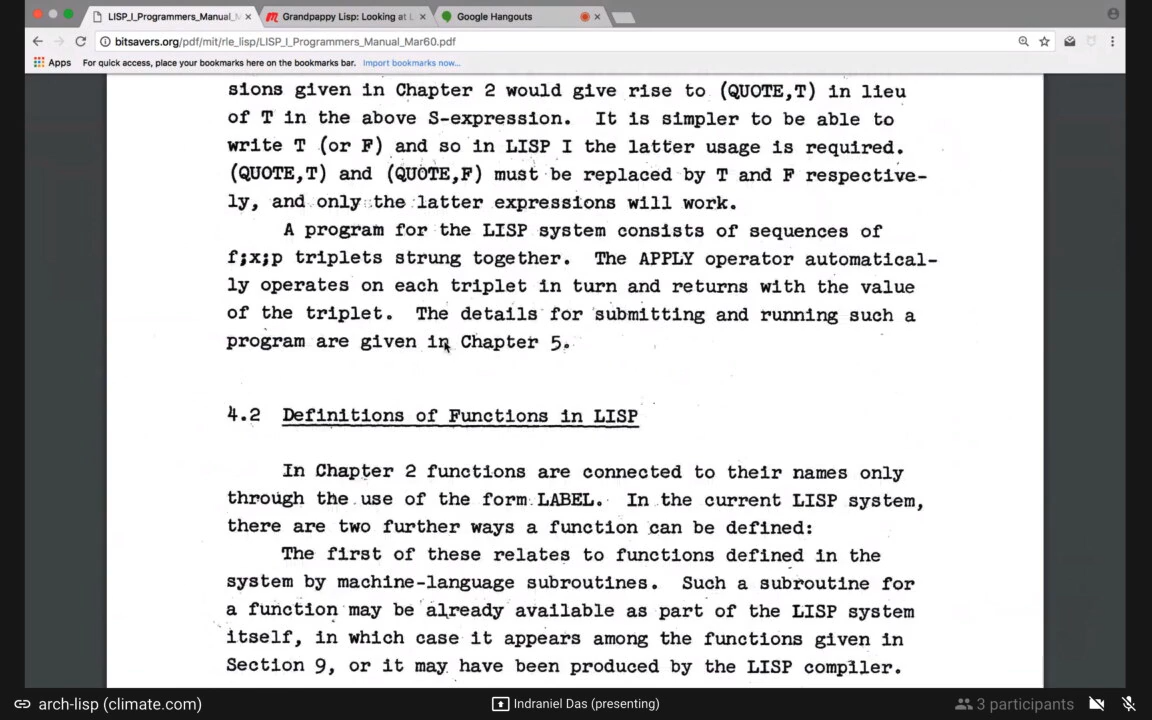 LISP_I_Programmers_Manual_M
Grandpappy Lisp: Looking at L
Google Hangouts
bitsavers.org/pdf/mit/rle_lisp/LISP_I_Programmers_Manual_Mar60.pdf
Apps For quick access, place your bookmarks here on the bookmarks bar. Import bookmarks now...
sions given in Chapter 2 would give rise to (QUOTE,T) in lieu
of T in the above S-expression. It is simpler to be able to
write T (or F) and so in LISP I the latter usage is required.
(QUOTE,T) and (QUOTE,F) must be replaced by T and F respective-
ly, and only the latter expressions will work.
A program for the LISP system consists of sequences of
f;x;p triplets strung together. The APPLY operator automatical-
ly operates on each triplet in turn and returns with the value
of the triplet. The details for submitting and running such a
program are given in Chapter 5.
4.2 Definitions of Functions in LISP
In Chapter 2 functions are connected to their names only
through the use of the form LABEL. In the current LISP system,
there are two further ways a function can be defined:
The first of these relates to functions defined in the
system by machine-language subroutines. Such a subroutine for
a function may be already available as part of the LISP system
itself, in which case it appears among the functions given in
Section 9, or it may have been produced by the LISP compiler.
arch-lisp (climate.com)
Indraniel Das (presenting)
3 participants